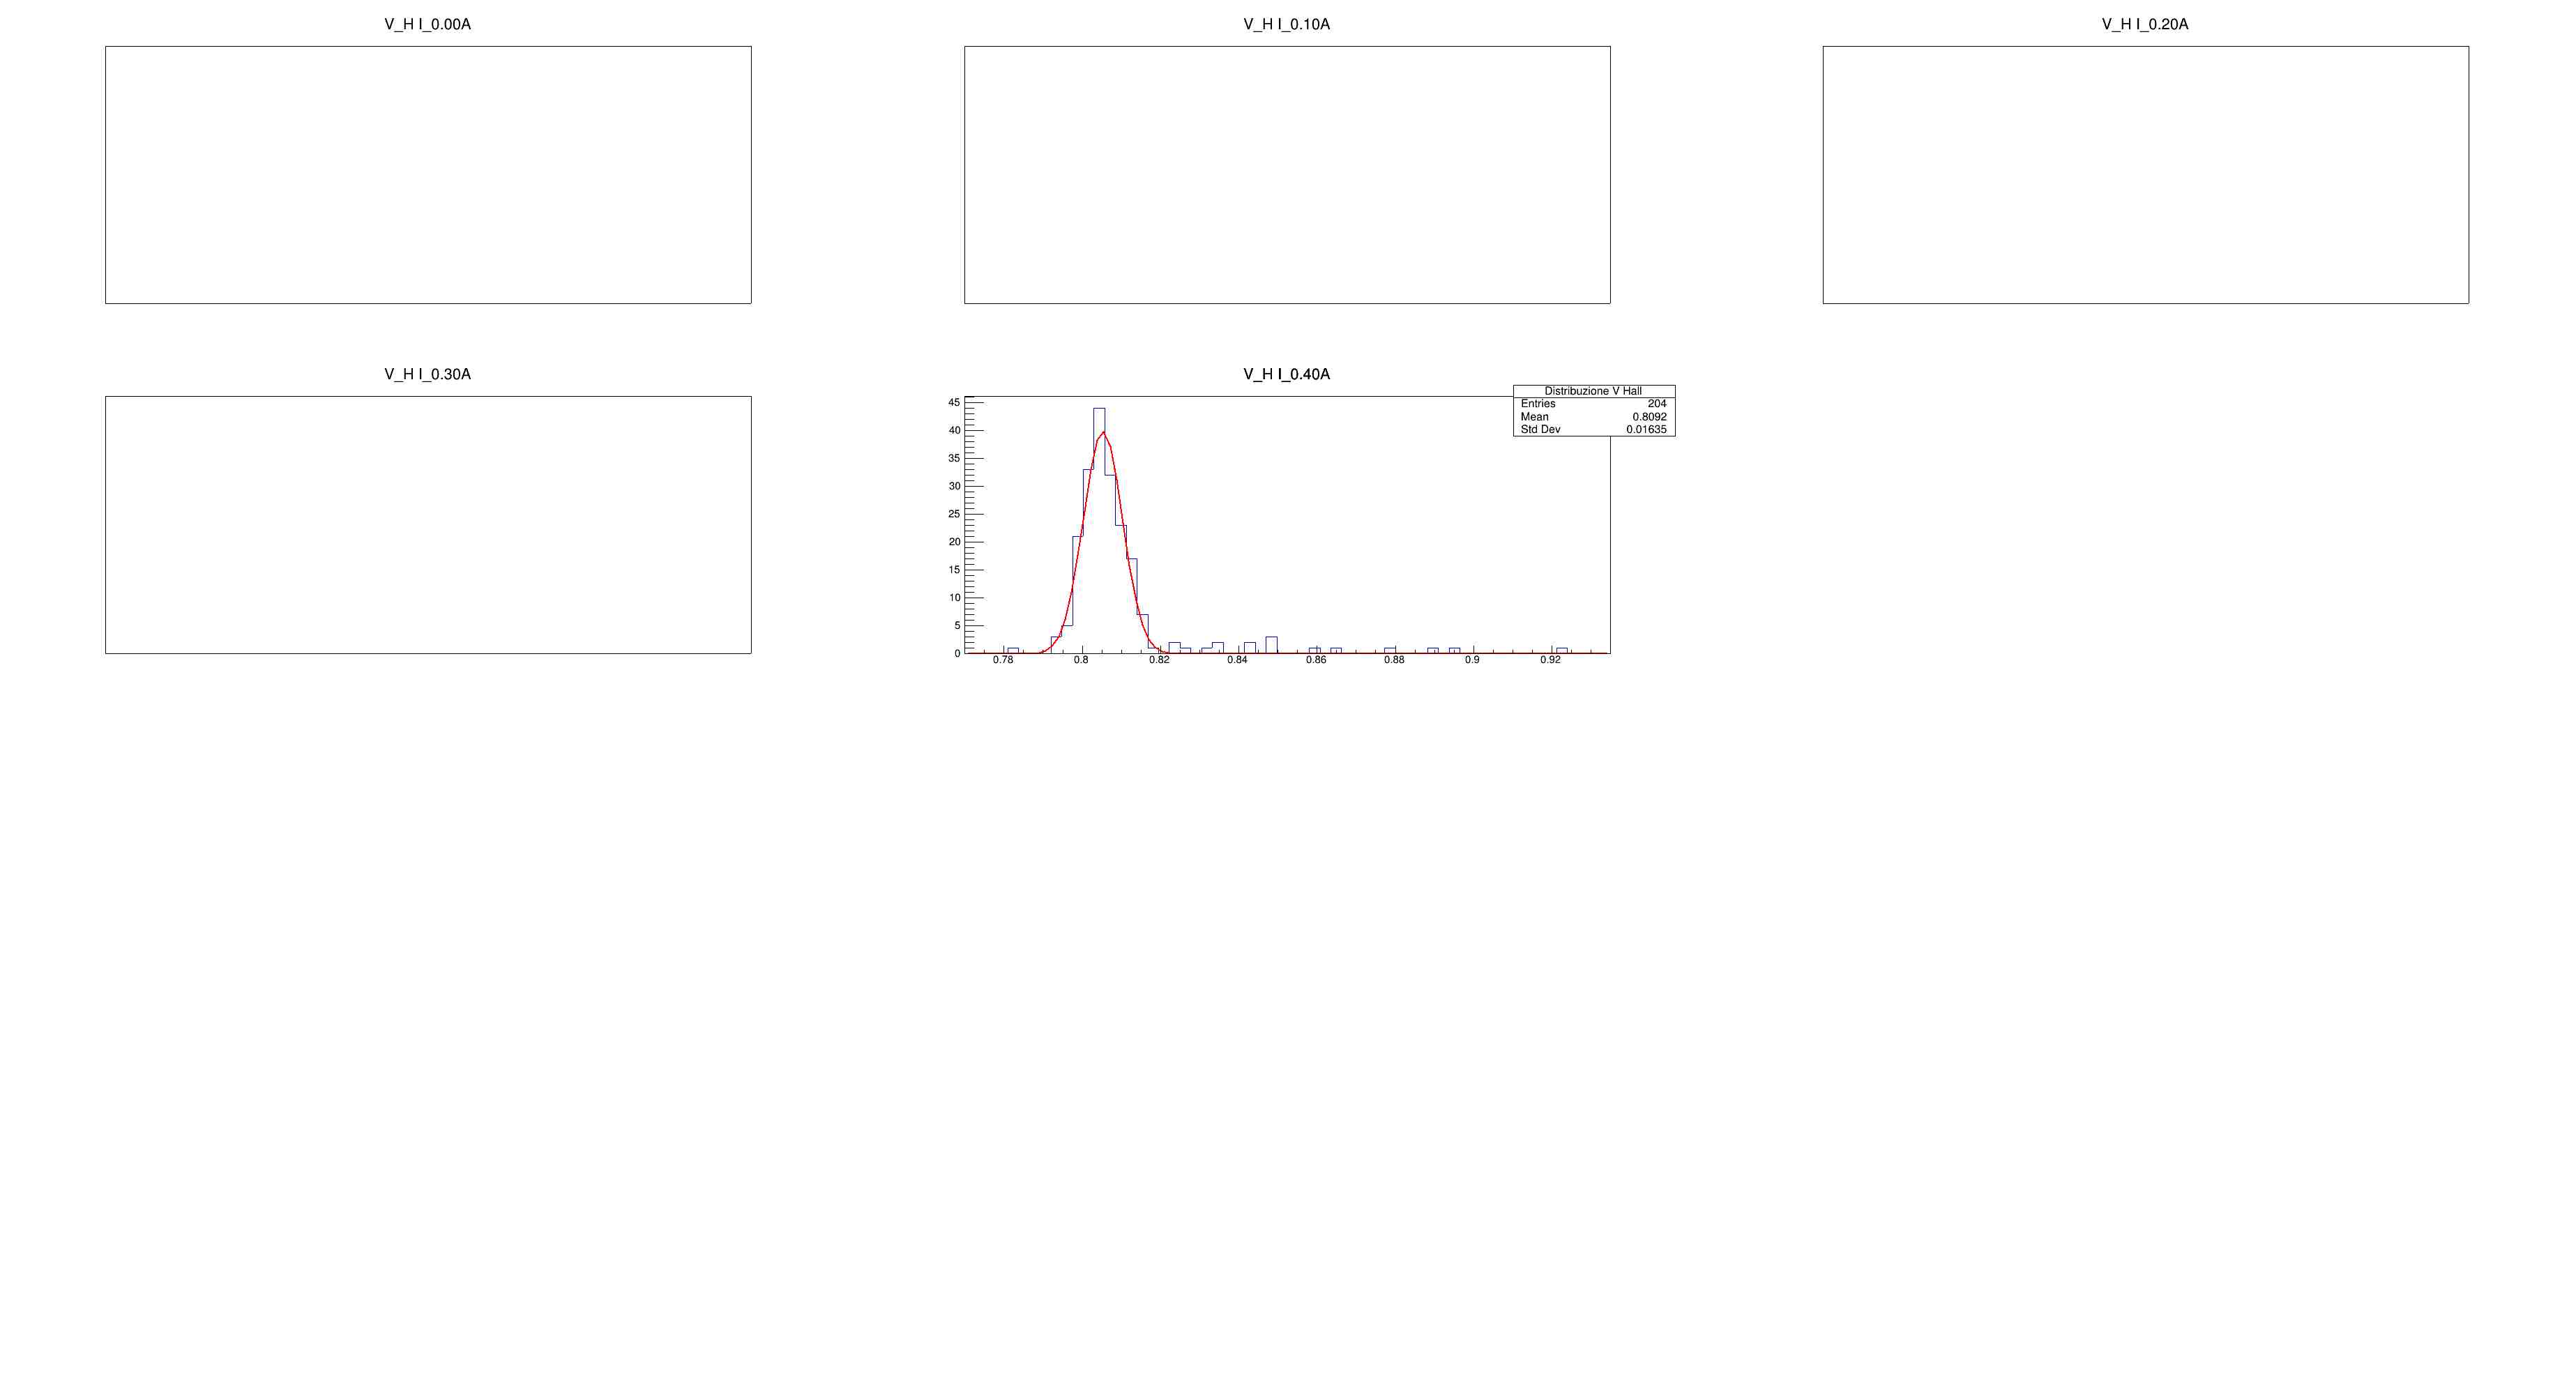 V_H I_0.00A
V_H I_0.10A
V_H I_0.20A
V_H I_0.30A
V_H I_0.40A
Distribuzione V Hall
Entries 204
Mean 0.8092
Std Dev 0.01635
45
40
35
30
25
20
15
10
5
0
0.78 0.8 0.82 0.84 0.86 0.88 0.9 0.92